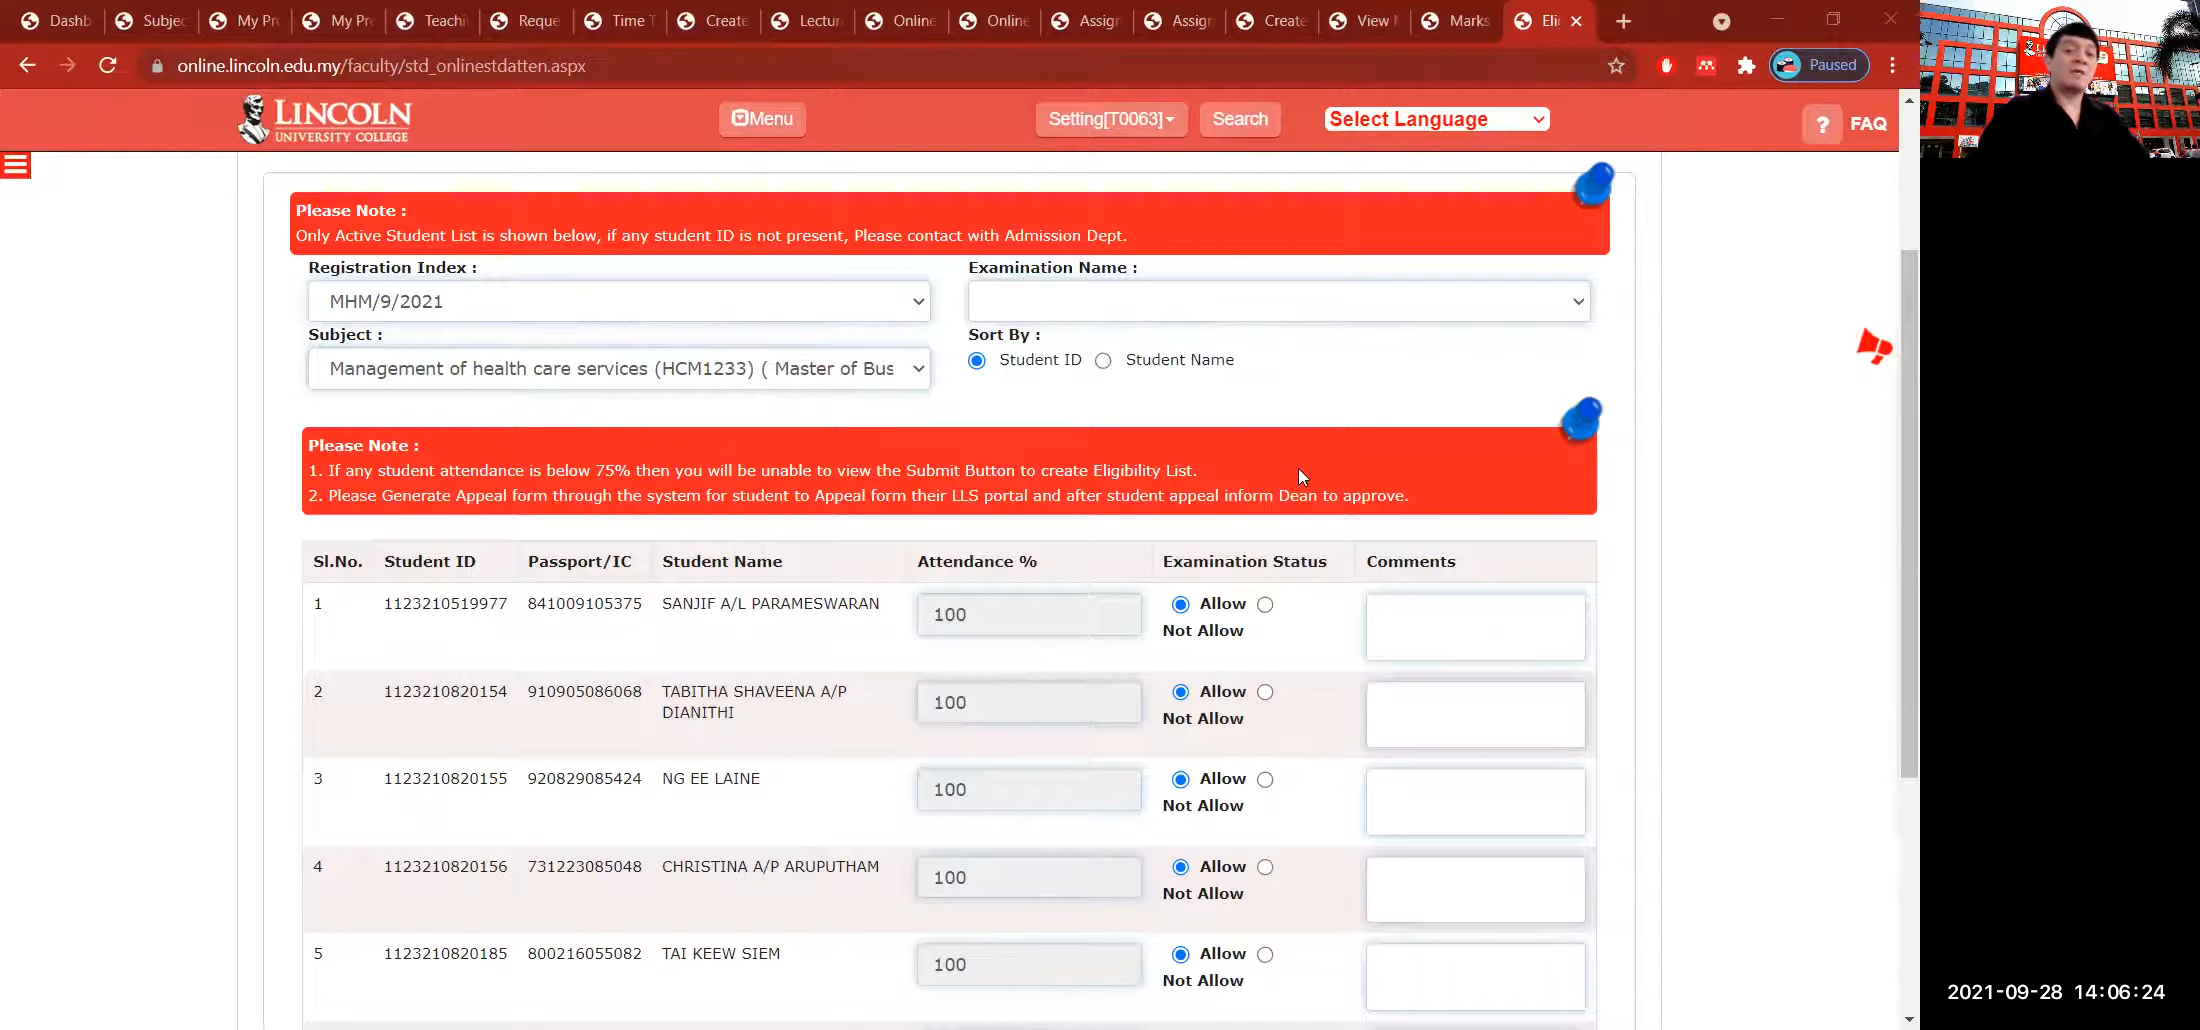 Dashb
Subjec
My Pr
My Pr
Teachi
Reque
Time T
Create
Lectur
Online
Online
Assign
Assign
Create
View
Marks
Eli
online.lincoln.edu.my/faculty/std_onlinestdatten.aspx
Paused
LINCOLN
UNIVERSITY COLLEGE
Menu
Setting[T0063]
Search
Select Language
? FAQ
Please Note :
Only Active Student List is shown below, if any student ID is not present, Please contact with Admission Dept.
Registration Index :
Examination Name :
MHM/9/2021
Subject :
Sort By :
Management of health care services (HCM1233) ( Master of Bus
Student ID Student Name
Please Note :
1. If any student attendance is below 75% then you will be unable to view the Submit Button to create Eligibility List.
2. Please Generate Appeal form through the system for student to Appeal form their LLS portal and after student appeal inform Dean to approve.
Sl.No. Student ID Passport/IC Student Name Attendance % Examination Status Comments
1 1123210519977 841009105375 SANJIF A/L PARAMESWARAN 100 Allow
Not Allow
2 1123210820154 910905086068 TABITHA SHAVEENA A/P 100 Allow
DIANITHI Not Allow
3 1123210820155 920829085424 NG EE LAINE 100 Allow
Not Allow
4 1123210820156 731223085048 CHRISTINA A/P ARUPUTHAM 100 Allow
Not Allow
5 1123210820185 800216055082 TAI KEEW SIEM 100 Allow
Not Allow
2021-09-28 14:06:24